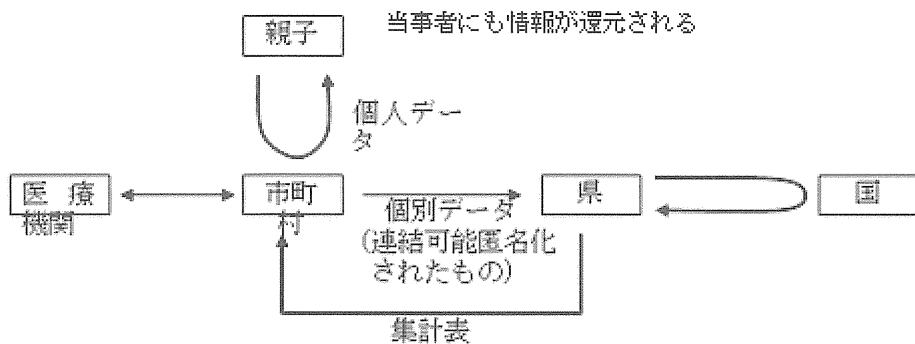 親子
当事者にも情報が還元される
個人デー
タ
医 療
機関
市町
村
個別データ
(連結可能匿名化
されたもの)
県
国
集計表